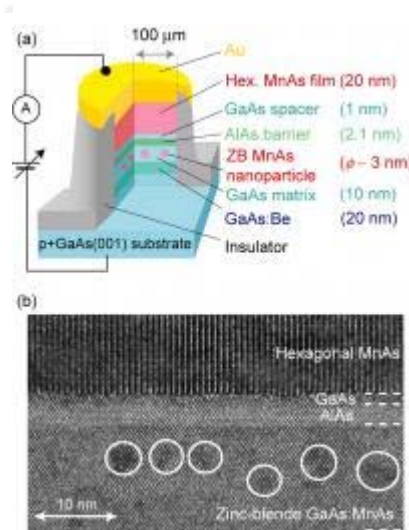 (a)
100 μm
Au
Hex. MnAs film (20 nm)
GaAs spacer (1 nm)
AlAs barrier (2.1 nm)
ZB MnAs (ø ~ 3 nm)
nanoparticle
GaAs matrix (10 nm)
GaAs:Be (20 nm)
Insulator
A
p+GaAs(001) substrate
(b)
Hexagonal MnAs
GaAs
AlAs
10 nm
Zinc-blende GaAs:MnAs